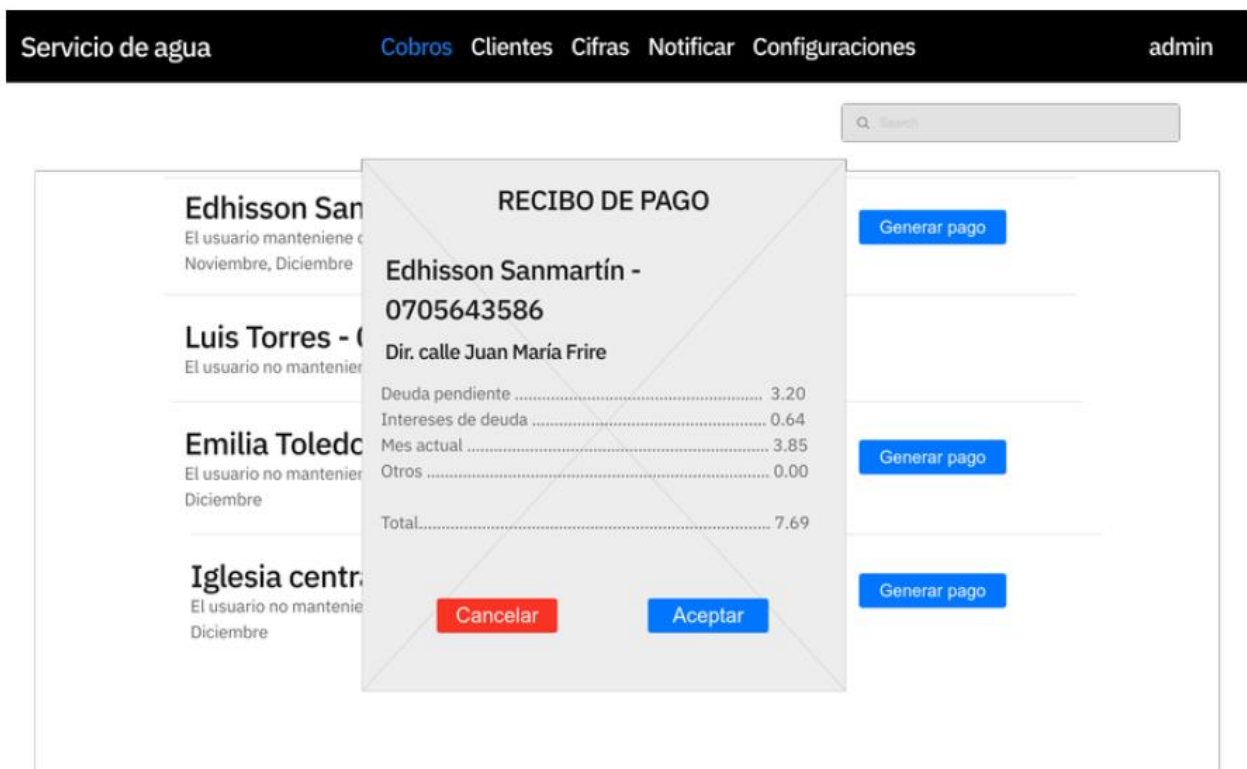 Servicio de agua
Cobros Clientes Cifras Notificar Configuraciones
admin
Search
Edhisson San
El usuario manteniene
Noviembre, Diciembre
Generar pago
Luis Torres -
El usuario no mantenier
Emilia Toledo
El usuario no mantenier
Diciembre
Generar pago
Iglesia centr
El usuario no mantenie
Diciembre
Generar pago
RECIBO DE PAGO
Edhisson Sanmartín -
0705643586
Dir. calle Juan María Frire
Deuda pendiente ........................................................ 3.20
Intereses de deuda ..................................................... 0.64
Mes actual .................................................................... 3.85
Otros .............................................................................. 0.00
Total................................................................................ 7.69
Cancelar
Aceptar